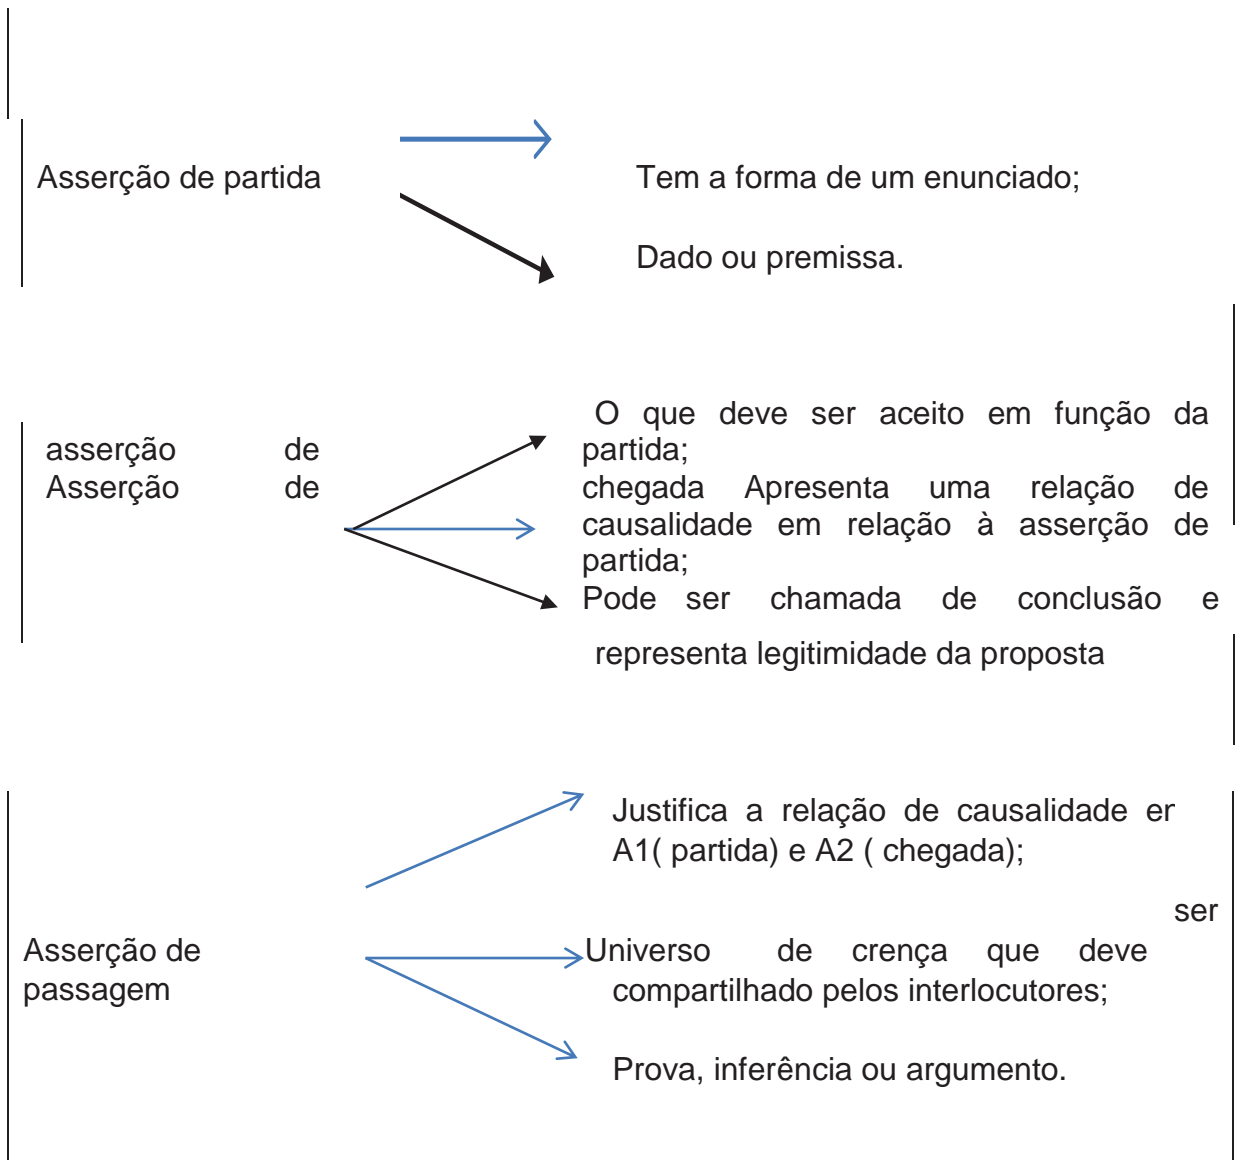 Asserção de partida
Tem a forma de um enunciado;
Dado ou premissa.
asserção de
Asserção de
O que deve ser aceito em função da
partida;
chegada Apresenta uma relação de
causalidade em relação à asserção de
partida;
Pode ser chamada de conclusão e
representa legitimidade da proposta
Asserção de
passagem
Justifica a relação de causalidade
A1( partida) e A2 ( chegada);
ser
Universo de crença que deve
compartilhado pelos interlocutores;
Prova, inferência ou argumento.